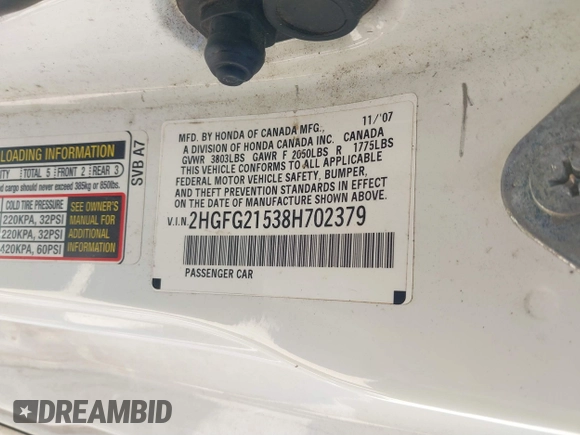 LOADING INFORMATION
TOTAL 5 FRONT 2 REAR 3
d cargo should never exceed 385kg or 850lbs.
COLD TIRE PRESSURE
220KPA, 32PSI
220KPA, 32PSI
420KPA, 60PSI
SEE OWNER'S
MANUAL FOR
ADDITIONAL
INFORMATION
SVB A7
MFD. BY HONDA OF CANADA MFG., 11/'07
A DIVISION OF HONDA CANADA INC. CANADA
GVWR 3803LBS GAWR F 2050LBS R 1775LBS
THIS VEHICLE CONFORMS TO ALL APPLICABLE
FEDERAL MOTOR VEHICLE SAFETY, BUMPER,
AND THEFT PREVENTION STANDARDS IN EFFECT
ON THE DATE OF MANUFACTURE SHOWN ABOVE.
V.I.N. 2HGFG21538H702379
PASSENGER CAR
DREAMBID